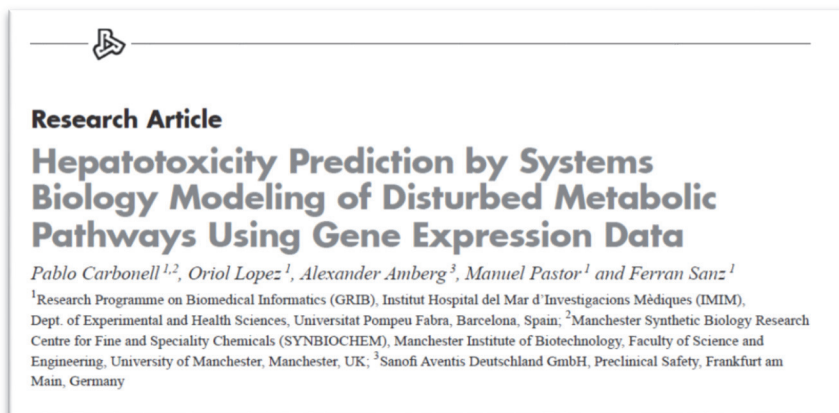 Research Article
Hepatotoxicity Prediction by Systems
Biology Modeling of Disturbed Metabolic
Pathways Using Gene Expression Data
Pablo Carbonell 1,2, Oriol Lopez 1, Alexander Amberg 3, Manuel Pastor 1 and Ferran Sanz 1
1Research Programme on Biomedical Informatics (GRIB), Institut Hospital del Mar d'Investigacions Mèdiques (IMIM),
Dept. of Experimental and Health Sciences, Universitat Pompeu Fabra, Barcelona, Spain; 2Manchester Synthetic Biology Research
Centre for Fine and Speciality Chemicals (SYNBIOCHEM), Manchester Institute of Biotechnology, Faculty of Science and
Engineering, University of Manchester, Manchester, UK; 3Sanofi Aventis Deutschland GmbH, Preclinical Safety, Frankfurt am
Main, Germany